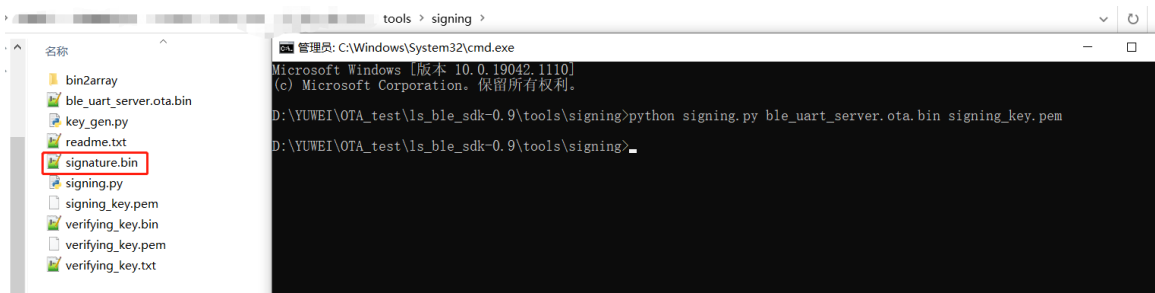 tools > signing >
名称
bin2array
ble_uart_server.ota.bin
key_gen.py
readme.txt
signature.bin
signing.py
signing_key.pem
verifying_key.bin
verifying_key.pem
verifying_key.txt
管理员: C:\Windows\System32\cmd.exe
Microsoft Windows [版本 10.0.19042.1110]
(c) Microsoft Corporation。保留所有权利。
D:\YUWEI\OTA_test\ls_ble_sdk-0.9\tools\signing>python signing.py ble_uart_server.ota.bin signing_key.pem
D:\YUWEI\OTA_test\ls_ble_sdk-0.9\tools\signing>